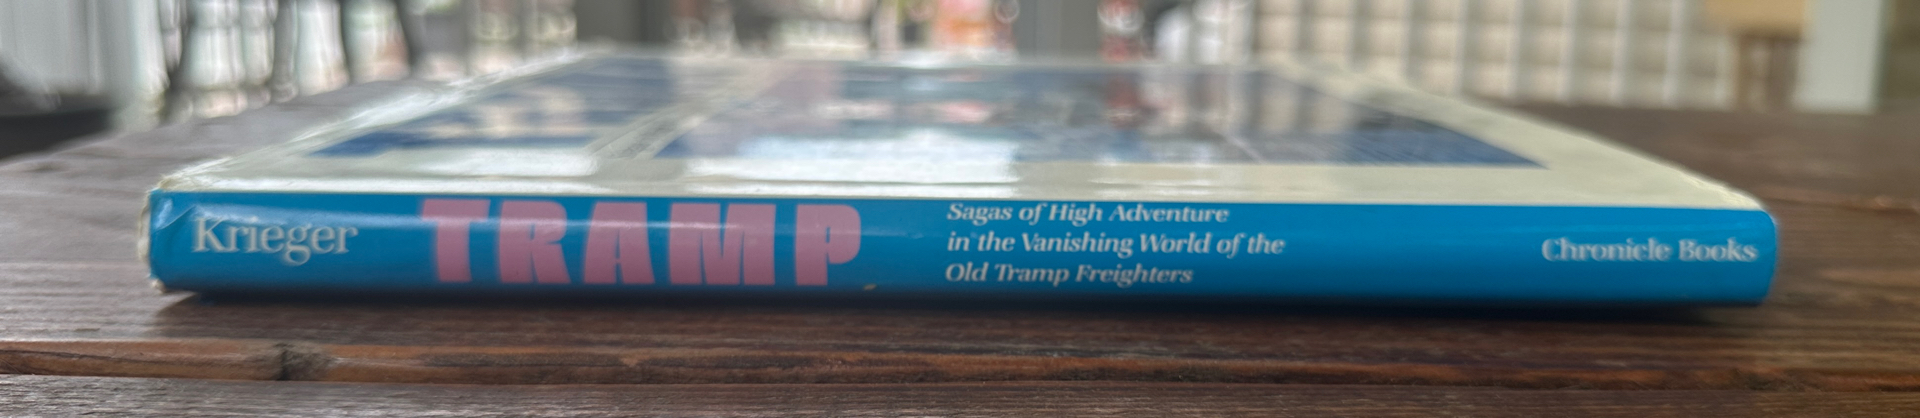 Krieger
TRAMP
Sagas of High Adventure
in the Vanishing World of the
Old Tramp Freighters
Chronicle Books